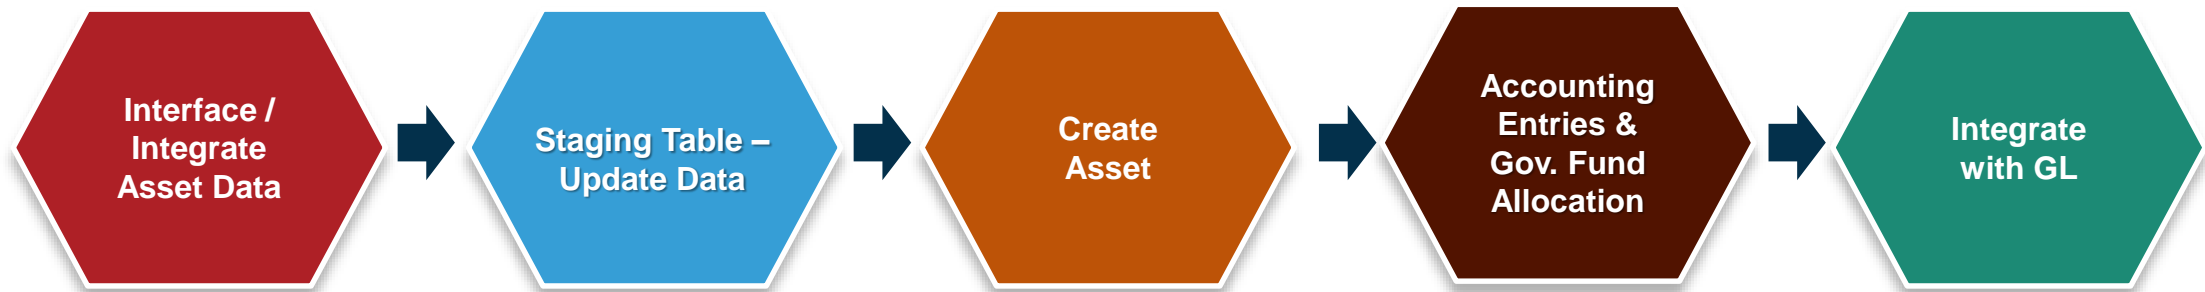 Interface /
Integrate
Asset Data
Staging Table –
Update Data
Create
Asset
Accounting
Entries &
Gov. Fund
Allocation
Integrate
with GL